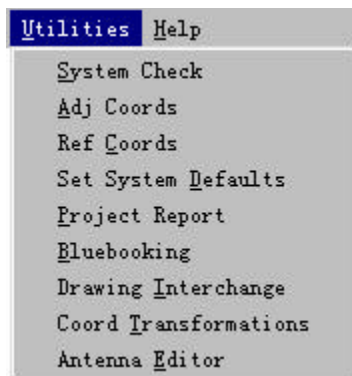 Utilities Help
System Check
Adj Coords
Ref Coords
Set System Defaults
Project Report
Bluebooking
Drawing Interchange
Coord Transformations
Antenna Editor